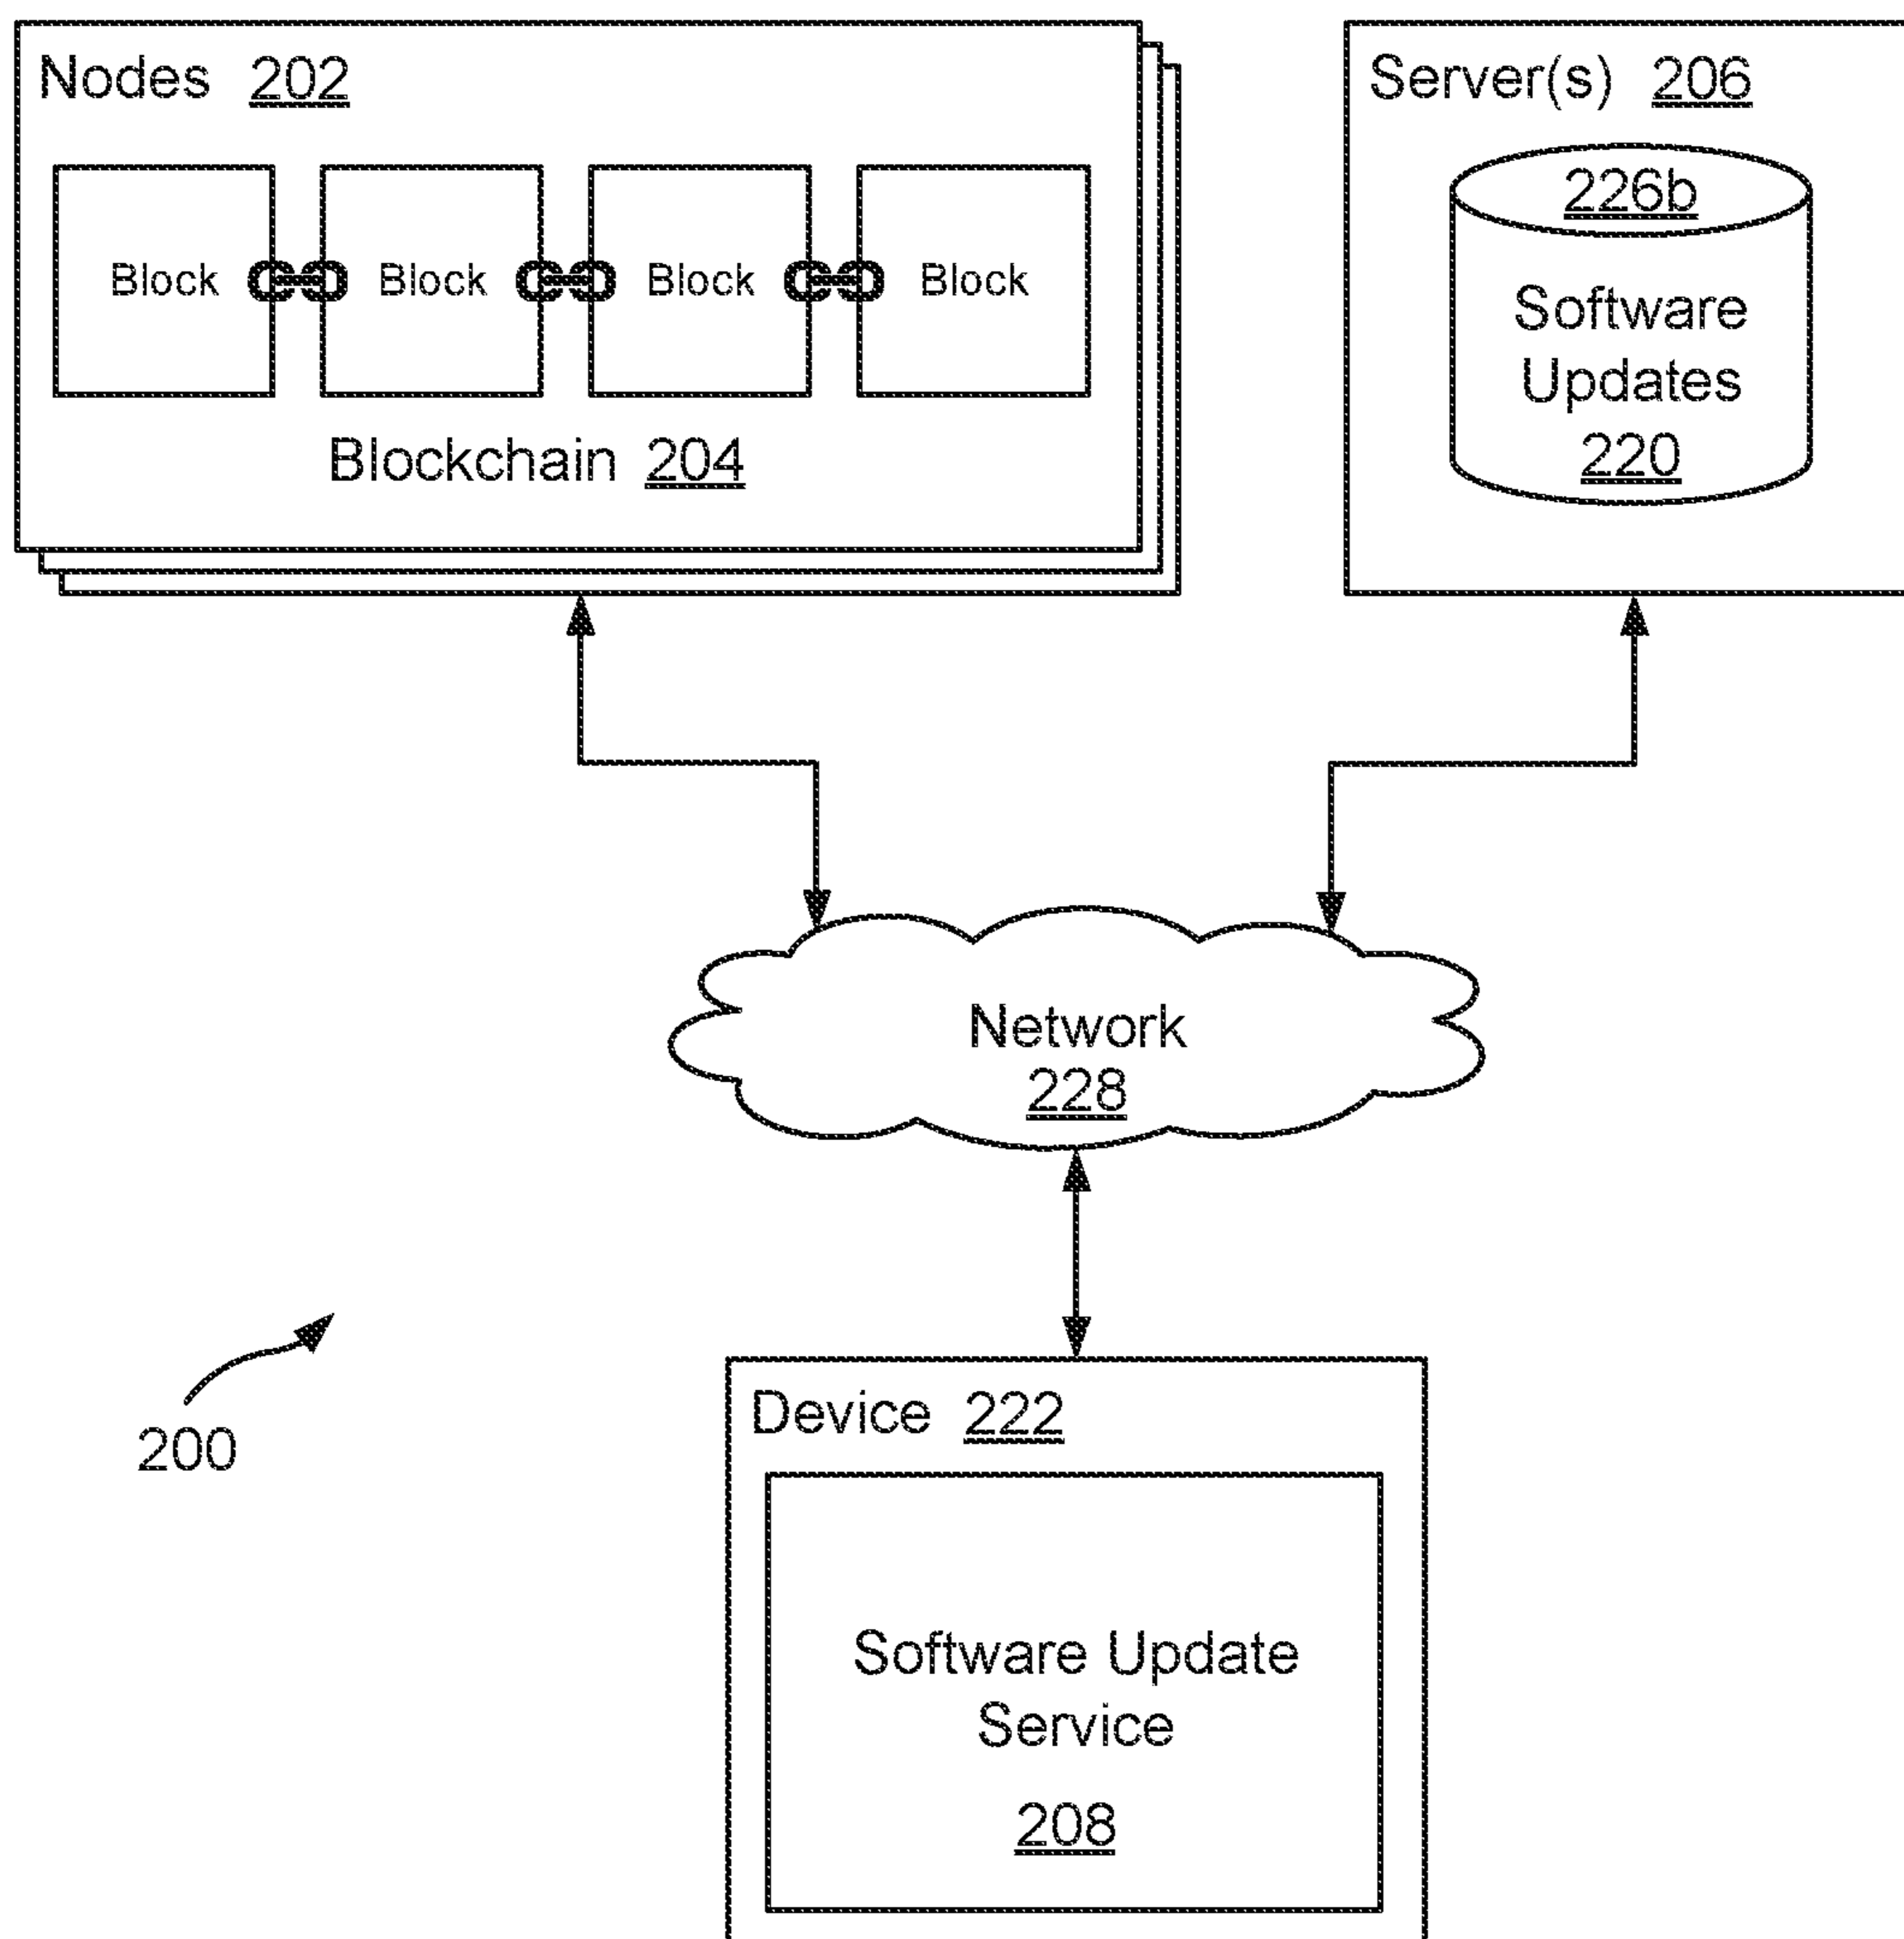 Nodes 202
Block Block Block Block
Blockchain 204
Server(s) 206
226b
Software
Updates
220
Network
228
200
Device 222
Software Update
Service
208